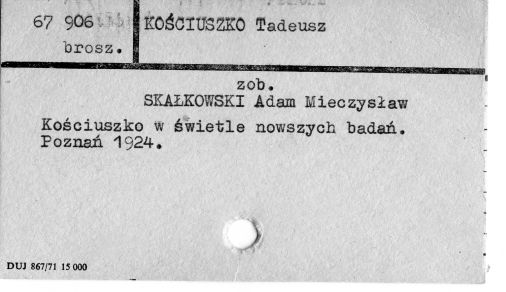 67 906 KOŚCIUSZKO Tadeusz
brosz.
zob.
SKAŁKOWSKI Adam Mieczysław
Kościuszko w świetle nowszych badań.
Poznań 1924.
DUJ 867/71 15 000